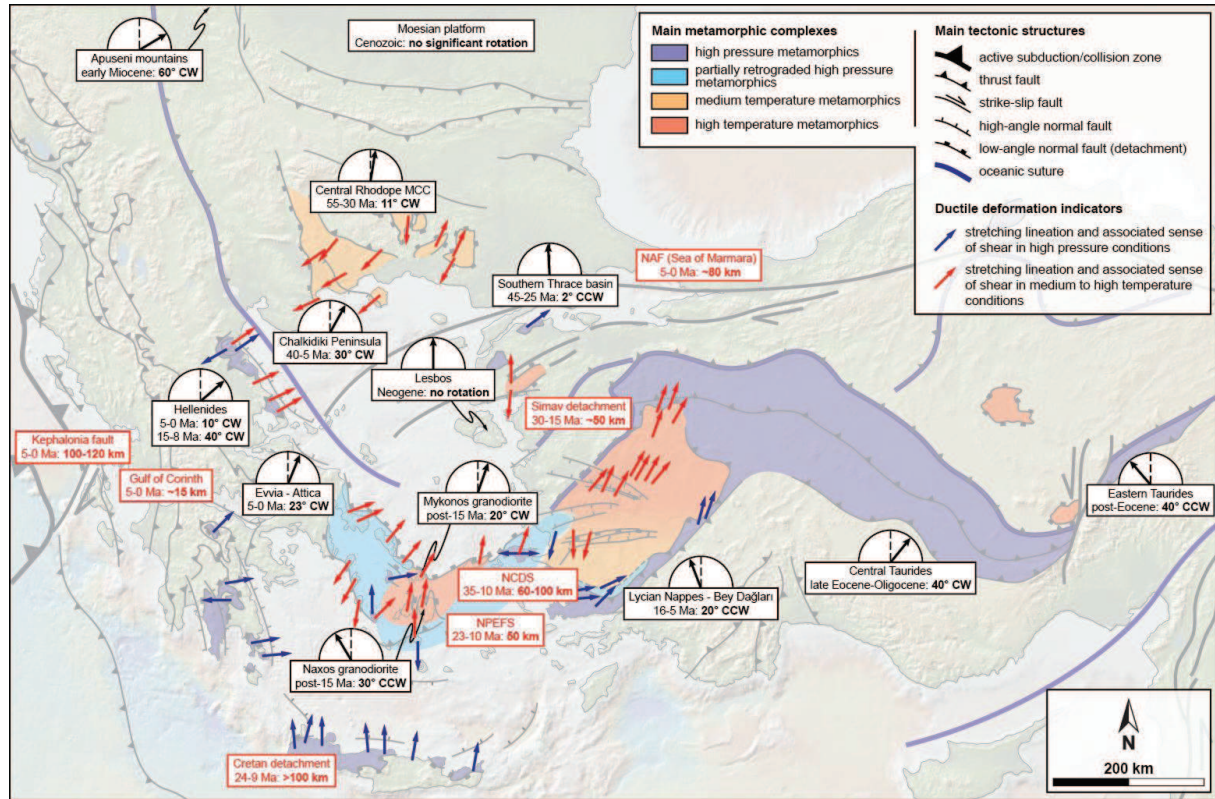 Apuseni mountains
early Miocene: 60° CW
Moesian platform
Cenozoic: no significant rotation
Main metamorphic complexes
high pressure metamorphics
partially retrograded high pressure
metamorphics
medium temperature metamorphics
high temperature metamorphics
Main tectonic structures
active subduction/collision zone
thrust fault
strike-slip fault
high-angle normal fault
low-angle normal fault (detachment)
oceanic suture
Ductile deformation indicators
stretching lineation and associated sense
of shear in high pressure conditions
stretching lineation and associated sense
of shear in medium to high temperature
conditions
Central Rhodope MCC
55-30 Ma: 11° CW
NAF (Sea of Marmara)
5-0 Ma: ~80 km
Southern Thrace basin
45-25 Ma: 2° CCW
Chalkidiki Peninsula
40-5 Ma: 30° CW
Lesbos
Neogene: no rotation
Hellenides
5-0 Ma: 10° CW
15-8 Ma: 40° CW
Simav detachment
30-15 Ma: ~50 km
Kephalonia fault
5-0 Ma: 100-120 km
Gulf of Corinth
5-0 Ma: ~15 km
Evvia - Attica
5-0 Ma: 23° CW
Mykonos granodiorite
post-15 Ma: 20° CW
Eastern Taurides
post-Eocene: 40° CCW
NCDS
35-10 Ma: 60-100 km
Central Taurides
late Eocene-Oligocene: 40° CW
Lycian Nappes - Bey Dağları
16-5 Ma: 20° CCW
NPEFS
23-10 Ma: 50 km
Naxos granodiorite
post-15 Ma: 30° CCW
Cretan detachment
24-9 Ma: >100 km
N
200 km